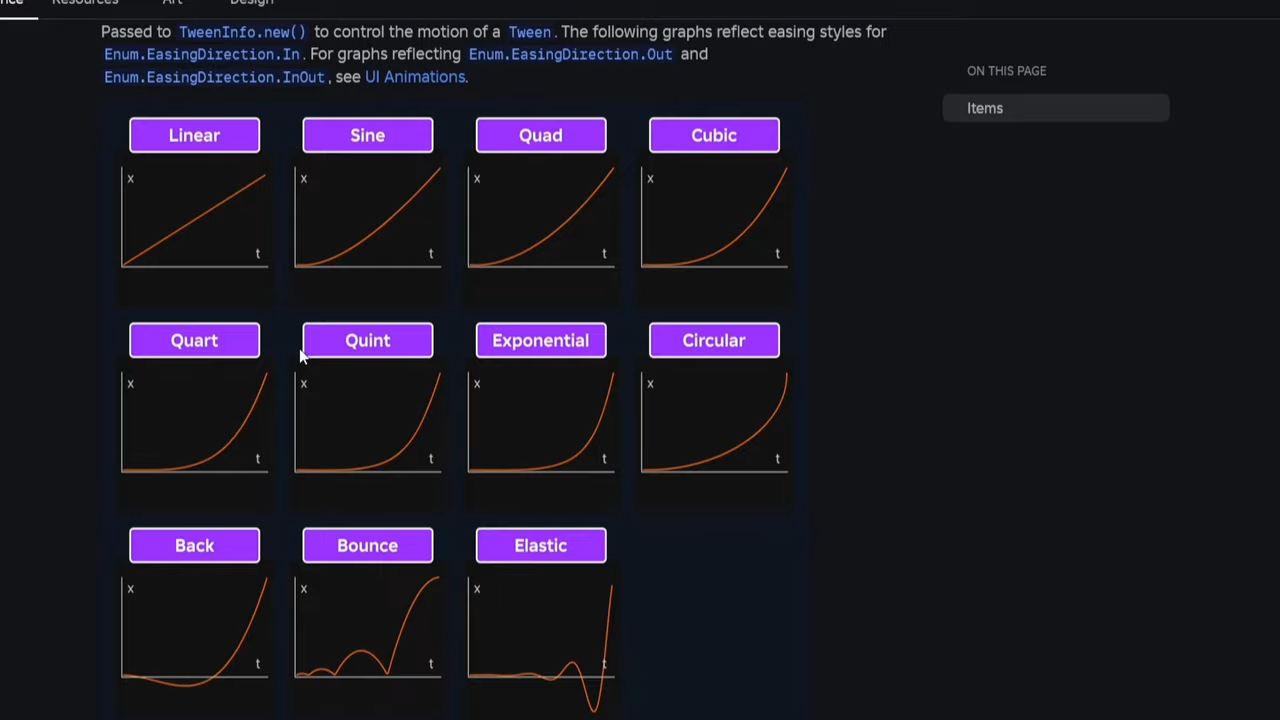 nce Resources Art Design
Passed to TweenInfo.new() to control the motion of a Tween. The following graphs reflect easing styles for
Enum.EasingDirection.In. For graphs reflecting Enum.EasingDirection.Out and
Enum.EasingDirection.InOut, see UI Animations.
ON THIS PAGE
Items
Linear Sine Quad Cubic
x x x x
t t t t
Quart Quint Exponential Circular
x x x x
t t t t
Back Bounce Elastic
x x x
t t t